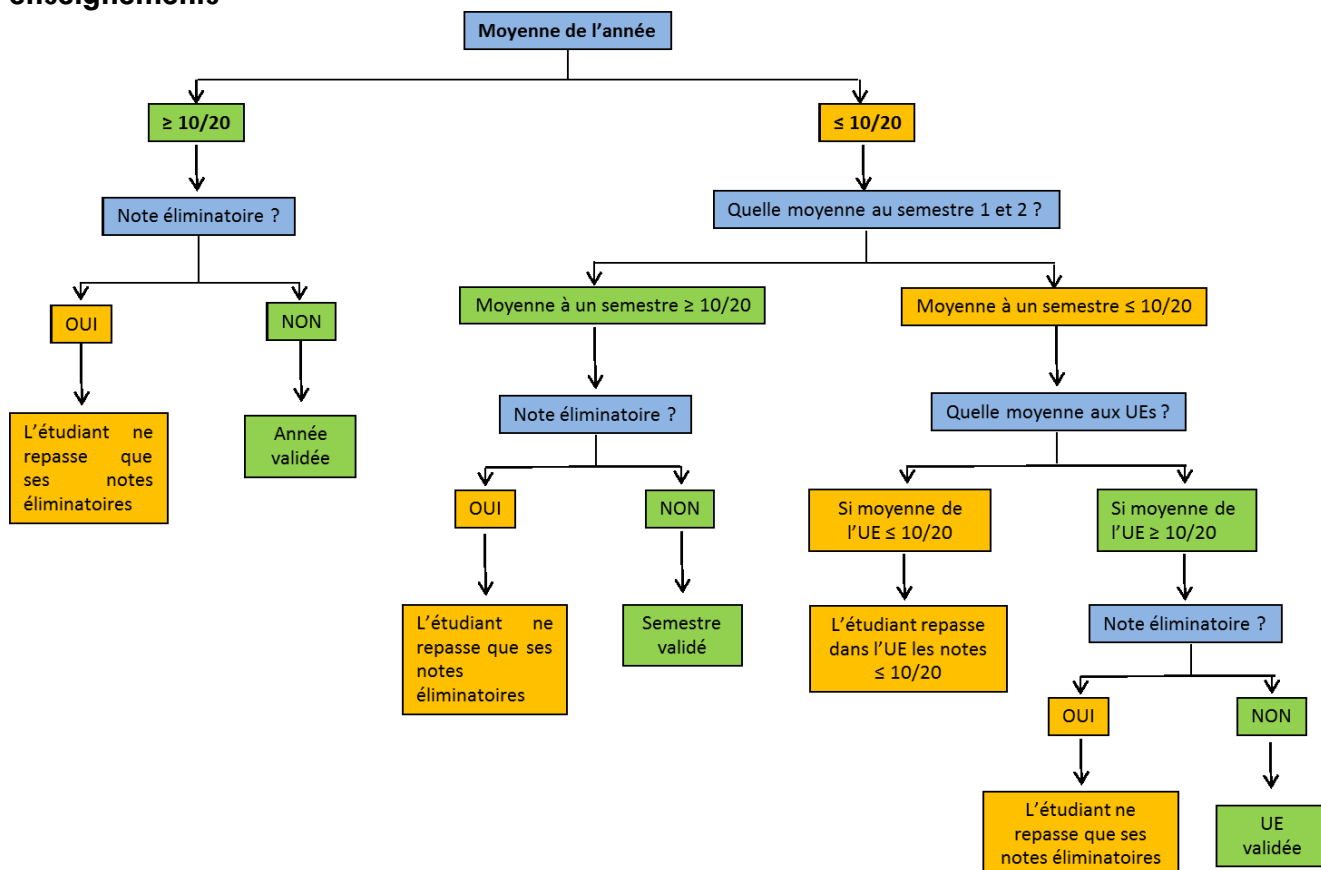 enseignements
Moyenne de l'année
≥ 10/20
≤ 10/20
Note éliminatoire ?
Quelle moyenne au semestre 1 et 2 ?
OUI
NON
Moyenne à un semestre ≥ 10/20
Moyenne à un semestre ≤ 10/20
L'étudiant ne
repasse que
ses notes
éliminatoires
Année
validée
Note éliminatoire ?
Quelle moyenne aux UEs ?
OUI
NON
Si moyenne de
l'UE ≤ 10/20
Si moyenne de
l'UE ≥ 10/20
L'étudiant ne
repasse que ses
notes
éliminatoires
Semestre
validé
L'étudiant repasse
dans l'UE les notes
≤ 10/20
Note éliminatoire ?
OUI
NON
L'étudiant ne
repasse que ses
notes éliminatoires
UE
validée